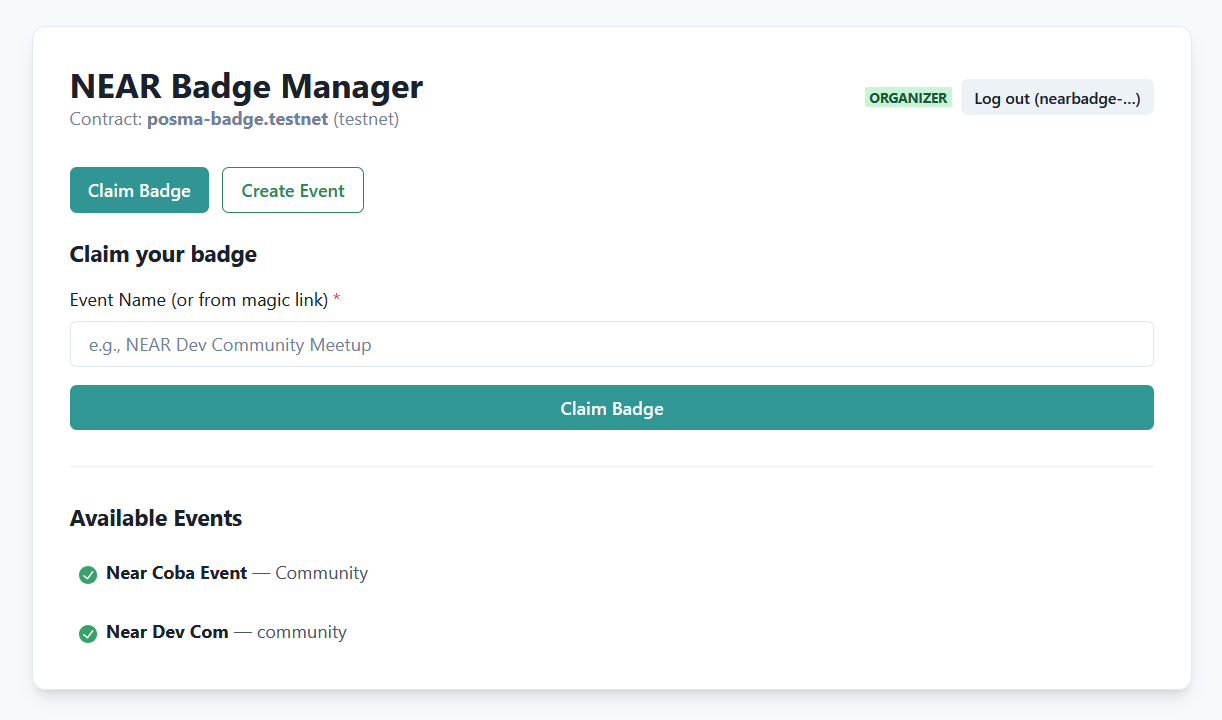 NEAR Badge Manager
Contract: posma-badge.testnet (testnet)
ORGANIZER
Log out (nearbadge-...)
Claim Badge
Create Event
Claim your badge
Event Name (or from magic link) *
e.g., NEAR Dev Community Meetup
Claim Badge
Available Events
Near Coba Event — Community
Near Dev Com — community